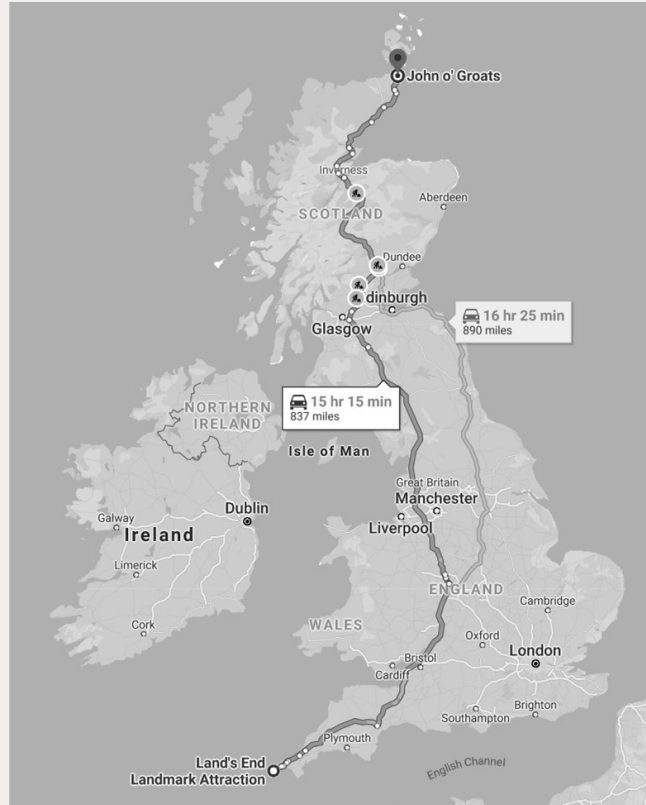 John o' Groats
Inverness
Aberdeen
SCOTLAND
Dundee
dinburgh
Glasgow
16 hr 25 min
890 miles
15 hr 15 min
837 miles
NORTHERN
IRELAND
Isle of Man
Great Britain
Manchester
Dublin
Liverpool
Galway
Ireland
Limerick
ENGLAND
Cambridge
Cork
WALES
Oxford
London
Bristol
Cardiff
Brighton
Southampton
Plymouth
Land's End
Landmark Attraction
English Channel